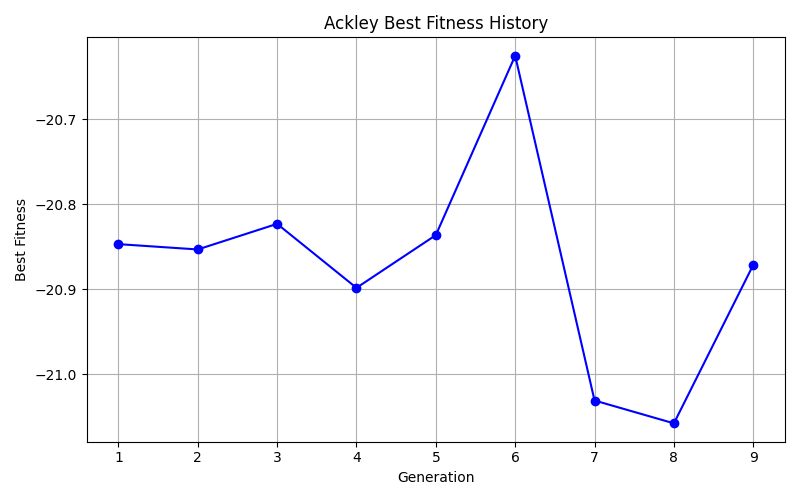 Ackley Best Fitness History
Best Fitness
−20.7
−20.8
−20.9
−21.0
1 2 3 4 5 6 7 8 9
Generation